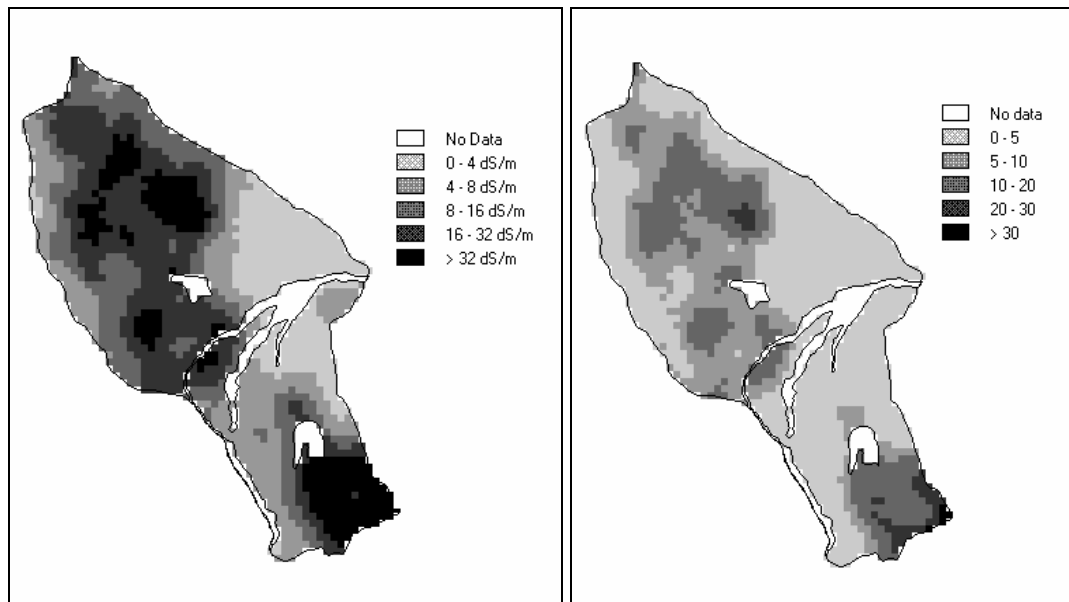 No Data
0 - 4 dS/m
4 - 8 dS/m
8 - 16 dS/m
16 - 32 dS/m
> 32 dS/m
No data
0 - 5
5 - 10
10 - 20
20 - 30
> 30